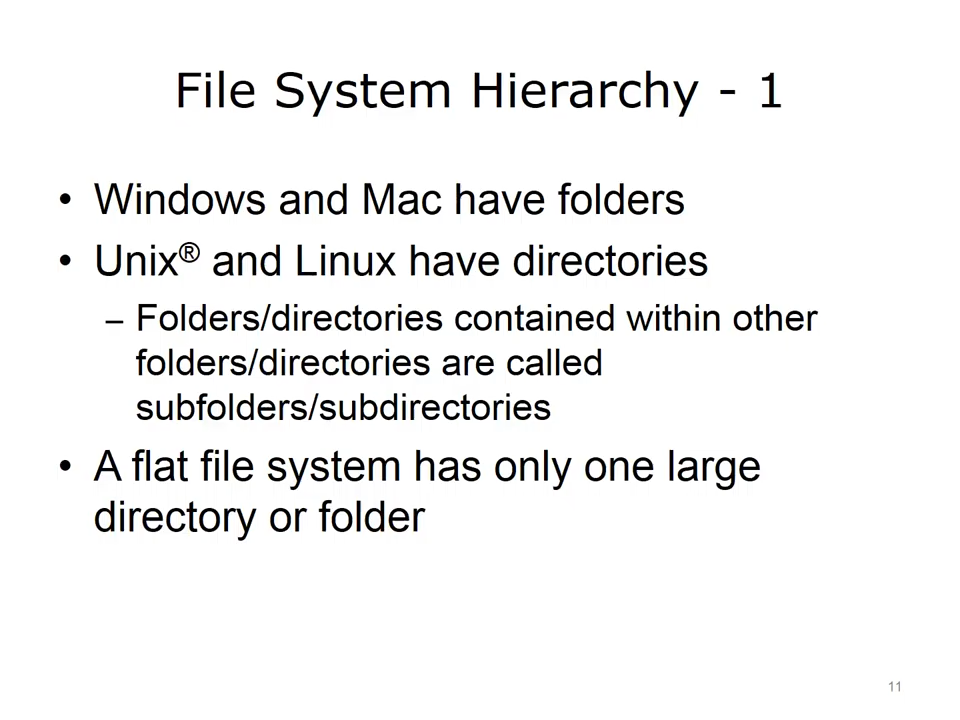 File System Hierarchy - 1
• Windows and Mac have folders
• Unix® and Linux have directories
– Folders/directories contained within other
folders/directories are called
subfolders/subdirectories
• A flat file system has only one large
directory or folder
11